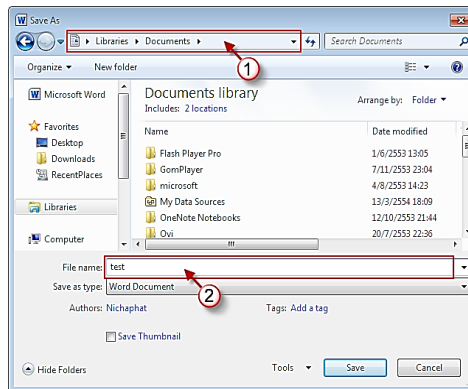 Save As
Libraries Documents
Search Documents
1
Organize New folder
Microsoft Word
Favorites
Desktop
Downloads
RecentPlaces
Libraries
Computer
Documents library
Includes: 2 locations
Arrange by: Folder
Name Date modified
Flash Player Pro 1/6/2553 13:05
GomPlayer 7/11/2553 23:04
microsoft 4/8/2553 14:23
My Data Sources 13/3/2554 18:09
OneNote Notebooks 12/10/2553 21:44
Ovi 20/7/2553 22:36
File name: test
2
Save as type: Word Document
Authors: Nichaphat Tags: Add a tag
Save Thumbnail
Hide Folders Tools Save Cancel